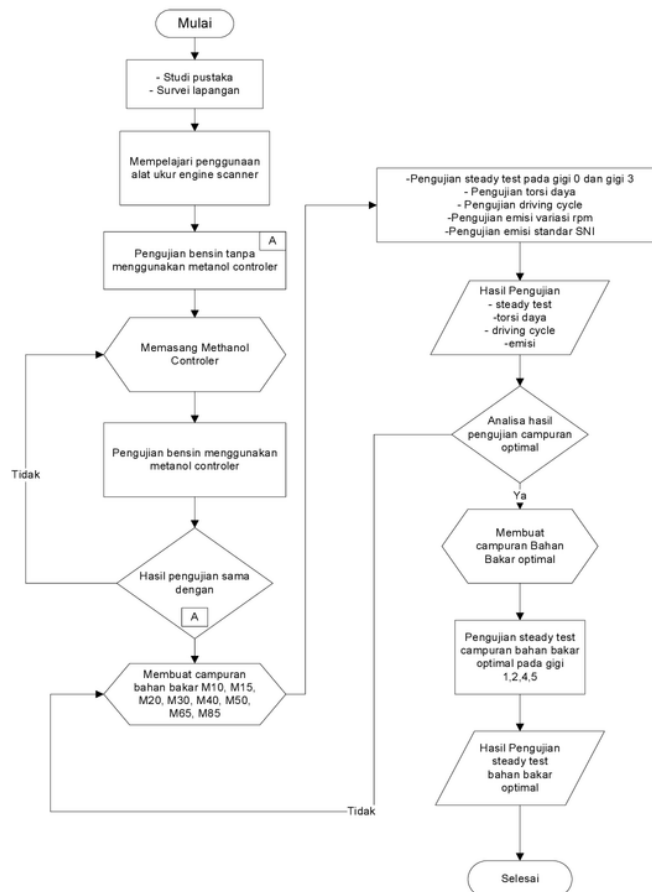 Mulai
- Studi pustaka
- Survei lapangan
Mempelajari penggunaan
alat ukur engine scanner
A
Pengujian bensin tanpa
menggunakan metanol controler
Memasang Methanol
Controler
Pengujian bensin menggunakan
metanol controler
Tidak
Hasil pengujian sama
dengan
A
Membuat campuran
bahan bakar M10, M15,
M20, M30, M40, M50,
M65, M85
-Pengujian steady test pada gigi 0 dan gigi 3
- Pengujian torsi daya
- Pengujian driving cycle
-Pengujian emisi variasi rpm
-Pengujian emisi standar SNI
Hasil Pengujian
- steady test
-torsi daya
- driving cycle
-emisi
Analisa hasil
pengujian campuran
optimal
Ya
Membuat
campuran Bahan
Bakar optimal
Pengujian steady test
campuran bahan bakar
optimal pada gigi
1,2,4,5
Hasil Pengujian
steady test
bahan bakar
optimal
Tidak
Selesai